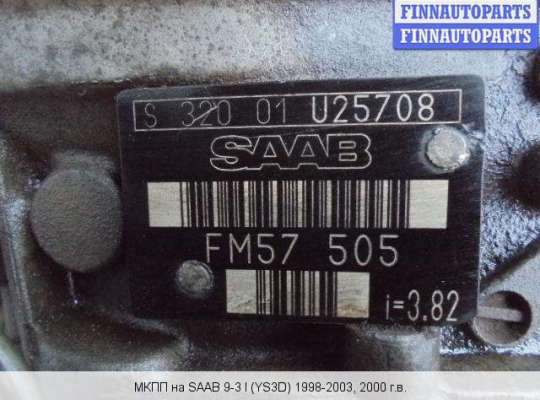 FINNAUTOPARTS
FINNAUTOPARTS
FINNAUTOPARTS
S 320 01 U25708
SAAB
FM57 505
i=3.82
МКПП на SAAB 9-3 I (YS3D) 1998-2003, 2000 г.в.